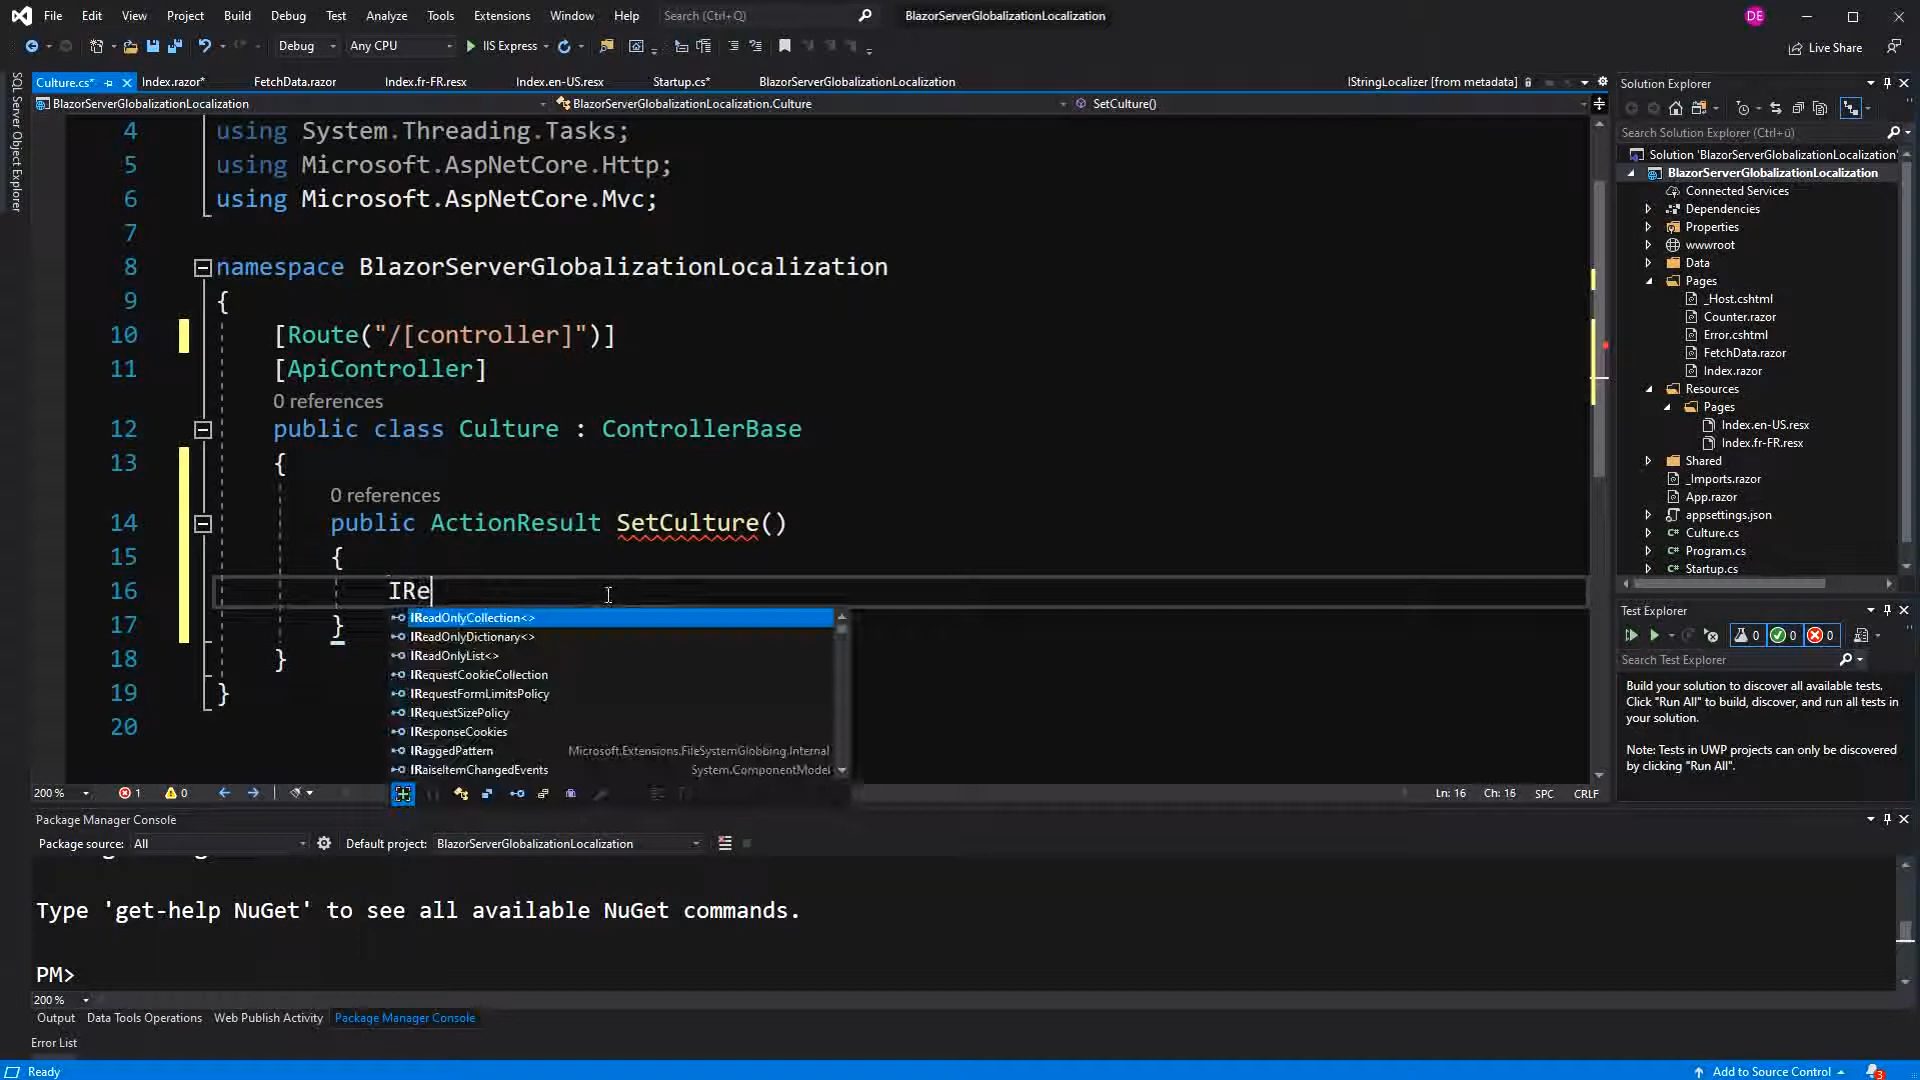 File Edit View Project Build Debug Test Analyze Tools Extensions Window Help Search (Ctrl+Q) BlazorServerGlobalizationLocalization DE
Debug Any CPU IIS Express Live Share
SQL Server Object Explorer
Culture.cs* Index.razor* FetchData.razor Index.fr-FR.resx Index.en-US.resx Startup.cs* BlazorServerGlobalizationLocalization IStringLocalizer [from metadata]
BlazorServerGlobalizationLocalization BlazorServerGlobalizationLocalization.Culture SetCulture()
4 using System.Threading.Tasks;
5 using Microsoft.AspNetCore.Http;
6 using Microsoft.AspNetCore.Mvc;
7
8 namespace BlazorServerGlobalizationLocalization
9 {
10 [Route("/[controller]")]
11 [ApiController]
0 references
12 public class Culture : ControllerBase
13 {
0 references
14 public ActionResult SetCulture()
15 {
16 IRe
17 }
18 }
19 }
20
IReadOnlyCollection<>
IReadOnlyDictionary<>
IReadOnlyList<>
IRequestCookieCollection
IRequestFormLimitsPolicy
IRequestSizePolicy
IResponseCookies
IRaggedPattern Microsoft.Extensions.FileSystemGlobbing.Internal
IRaiseItemChangedEvents System.ComponentModel
200 % 1 0 Ln: 16 Ch: 16 SPC CRLF
Package Manager Console
Package source: All Default project: BlazorServerGlobalizationLocalization
Type 'get-help NuGet' to see all available NuGet commands.
PM>
200 %
Output Data Tools Operations Web Publish Activity Package Manager Console
Error List
Ready Add to Source Control 3
Solution Explorer
Search Solution Explorer (Ctrl+ü)
Solution 'BlazorServerGlobalizationLocalization'
BlazorServerGlobalizationLocalization
Connected Services
Dependencies
Properties
wwwroot
Data
Pages
_Host.cshtml
Counter.razor
Error.cshtml
FetchData.razor
Index.razor
Resources
Pages
Index.en-US.resx
Index.fr-FR.resx
Shared
_Imports.razor
App.razor
appsettings.json
Culture.cs
Program.cs
Startup.cs
Test Explorer
0 0 0
Search Test Explorer
Build your solution to discover all available tests.
Click "Run All" to build, discover, and run all tests in
your solution.
Note: Tests in UWP projects can only be discovered
by clicking "Run All".